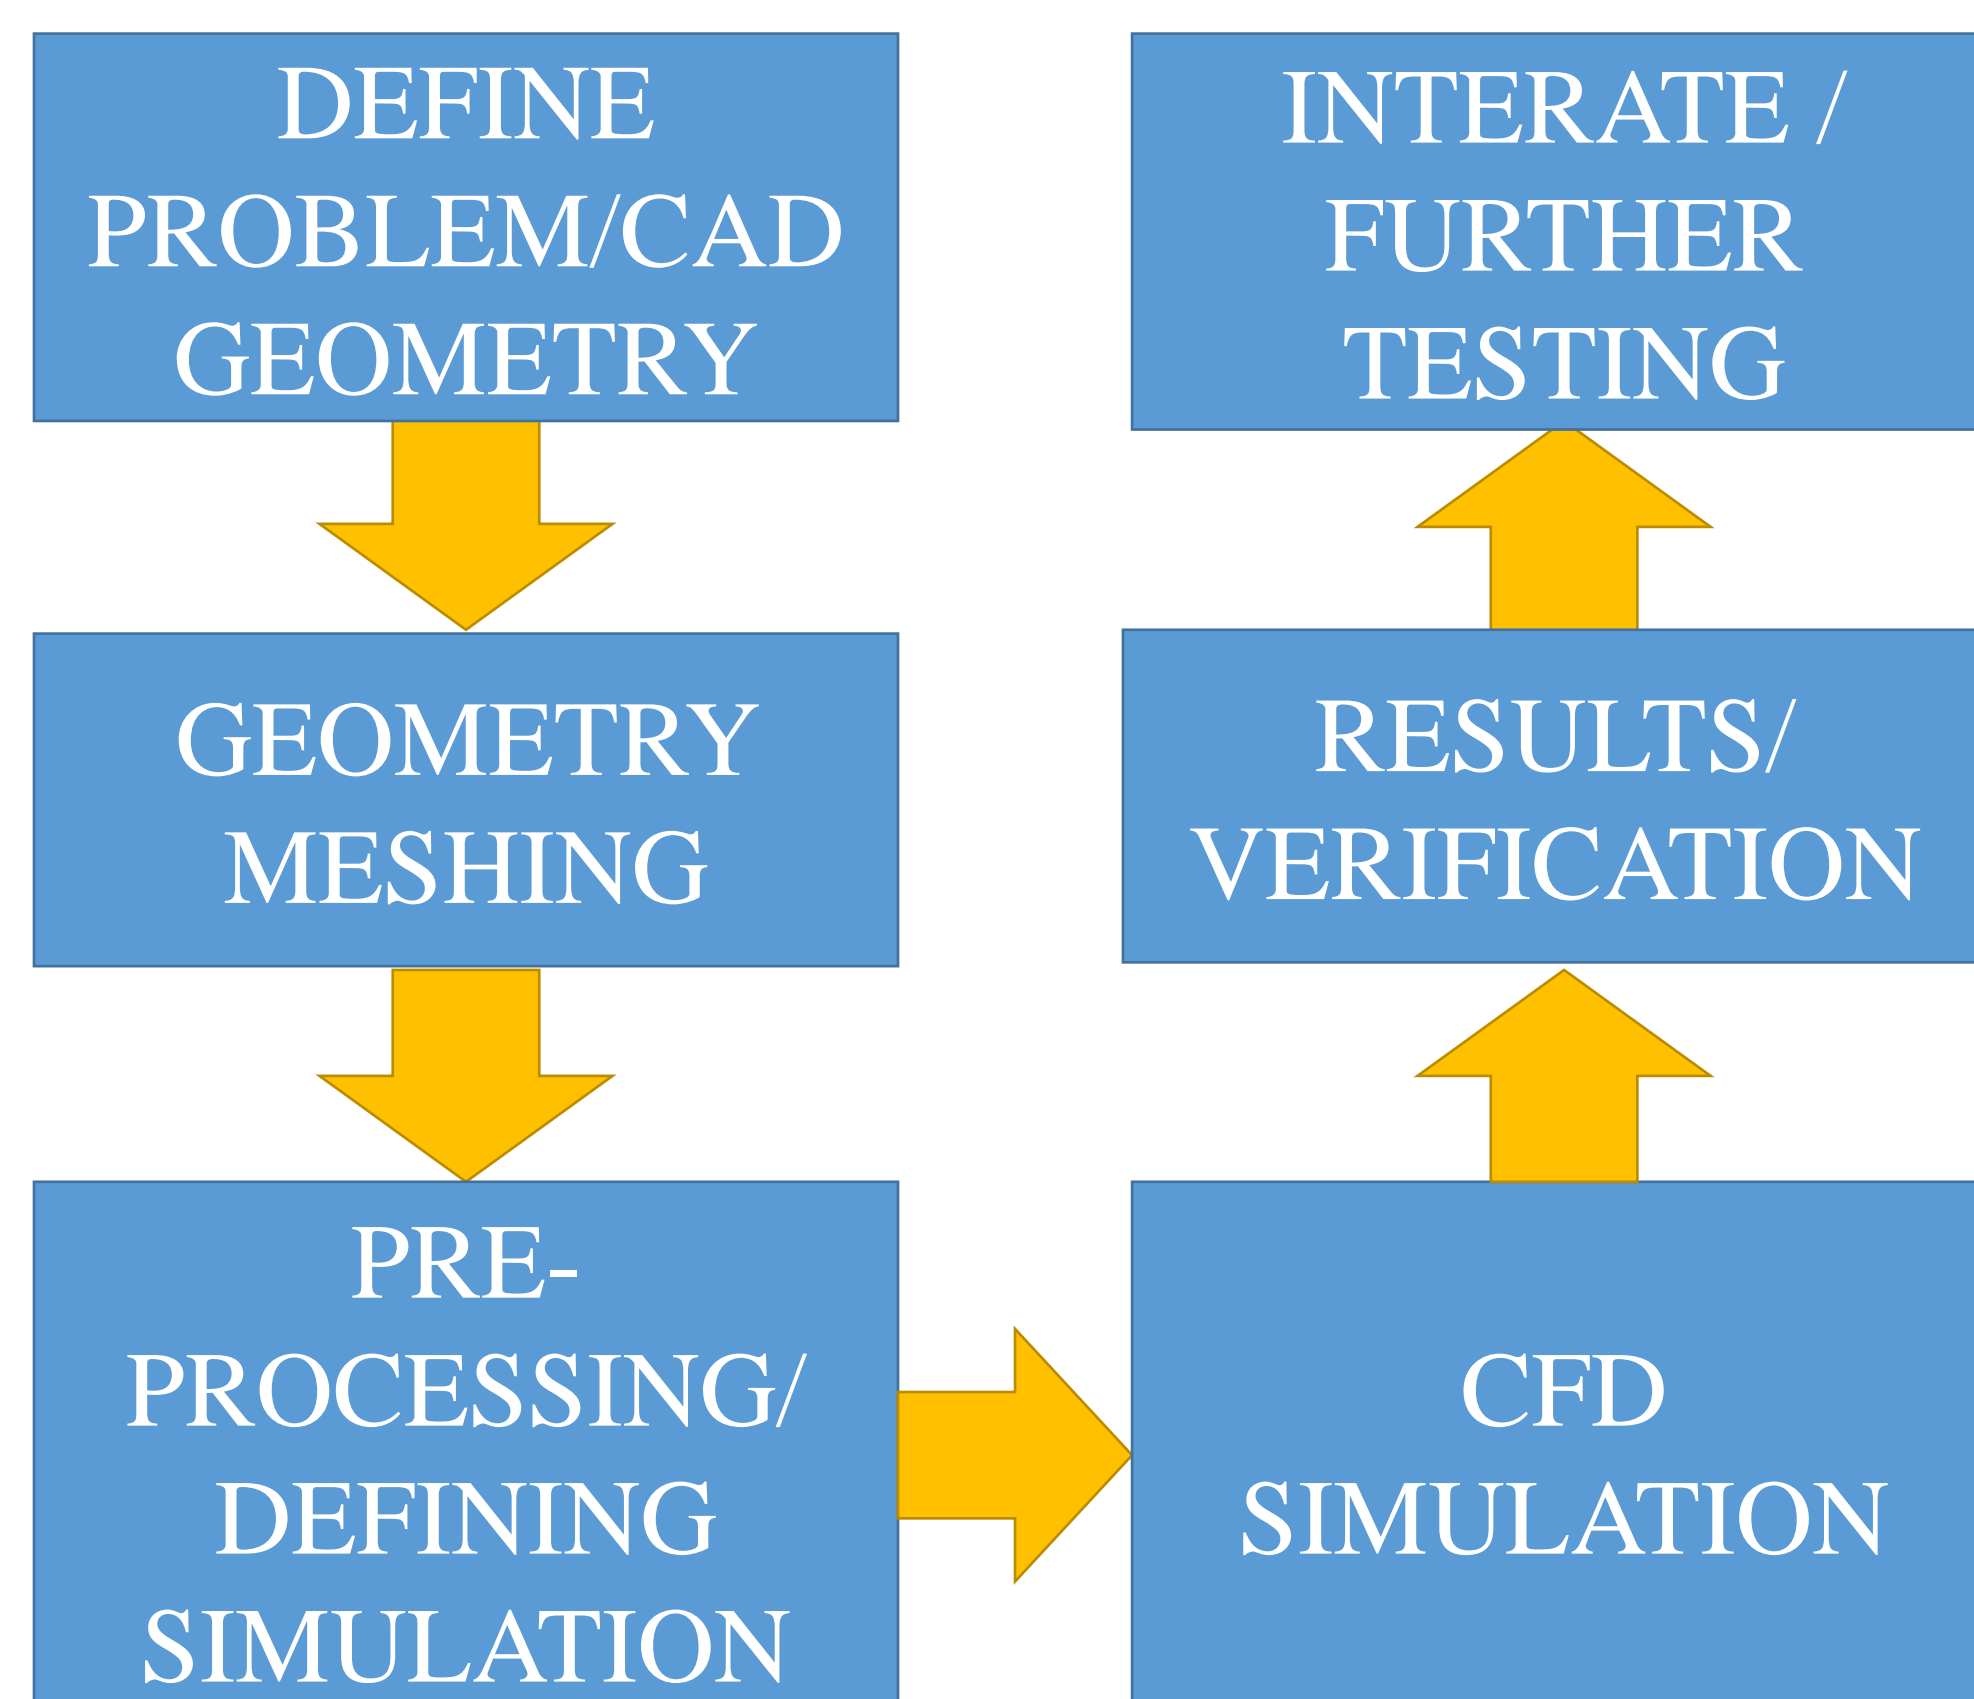 DEFINE
PROBLEM/CAD
GEOMETRY
GEOMETRY
MESHING
PRE-
PROCESSING/
DEFINING
SIMULATION
CFD
SIMULATION
RESULTS/
VERIFICATION
INTERATE /
FURTHER
TESTING